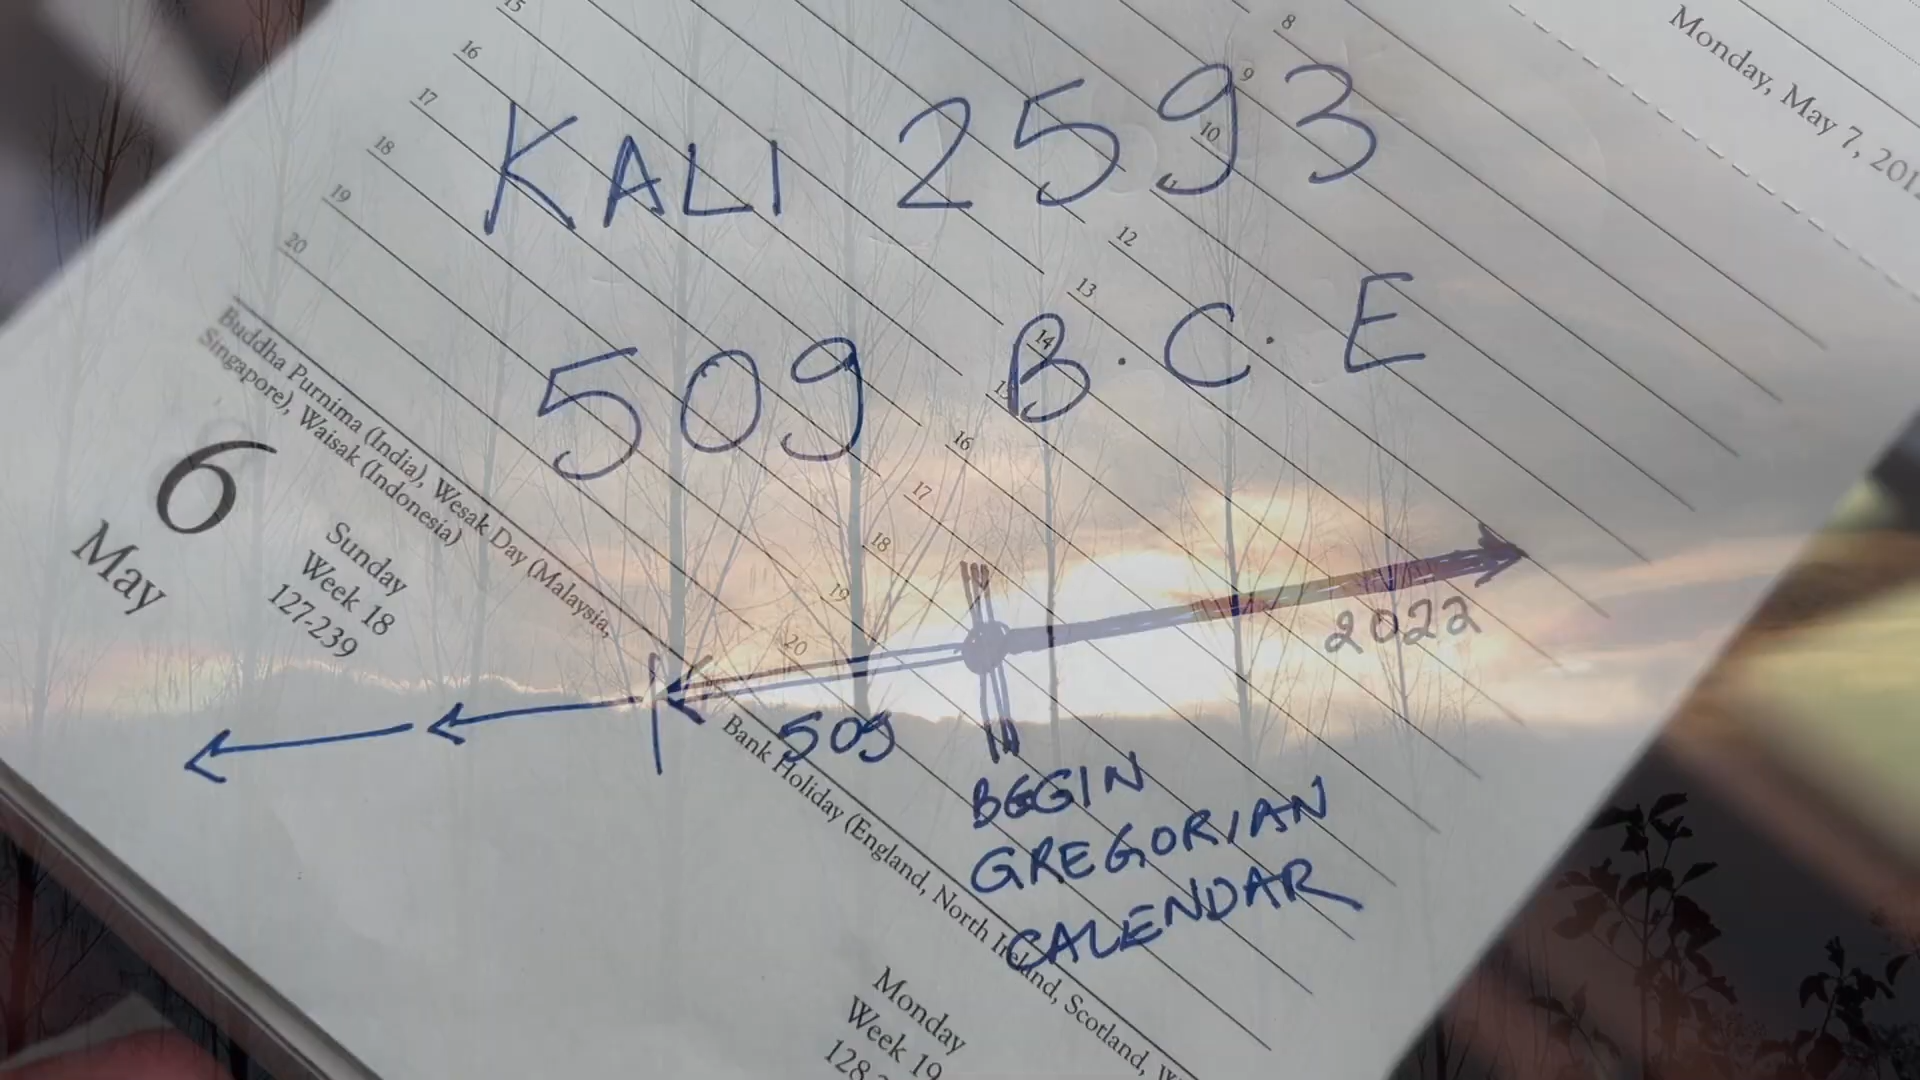 Monday, May 7, 201
8
9
10
11
12
13
14
15
16
17
18
19
20
15
16
17
18
19
20
KALI 2593
509 B.C.E
Buddha Purnima (India), Wesak Day (Malaysia,
Singapore), Waisak (Indonesia)
6
May
Sunday
Week 18
127-239
2022
509
BEGIN
GREGORIAN
CALENDAR
Bank Holiday (England, North Ireland, Scotland,
Monday
Week 19
128